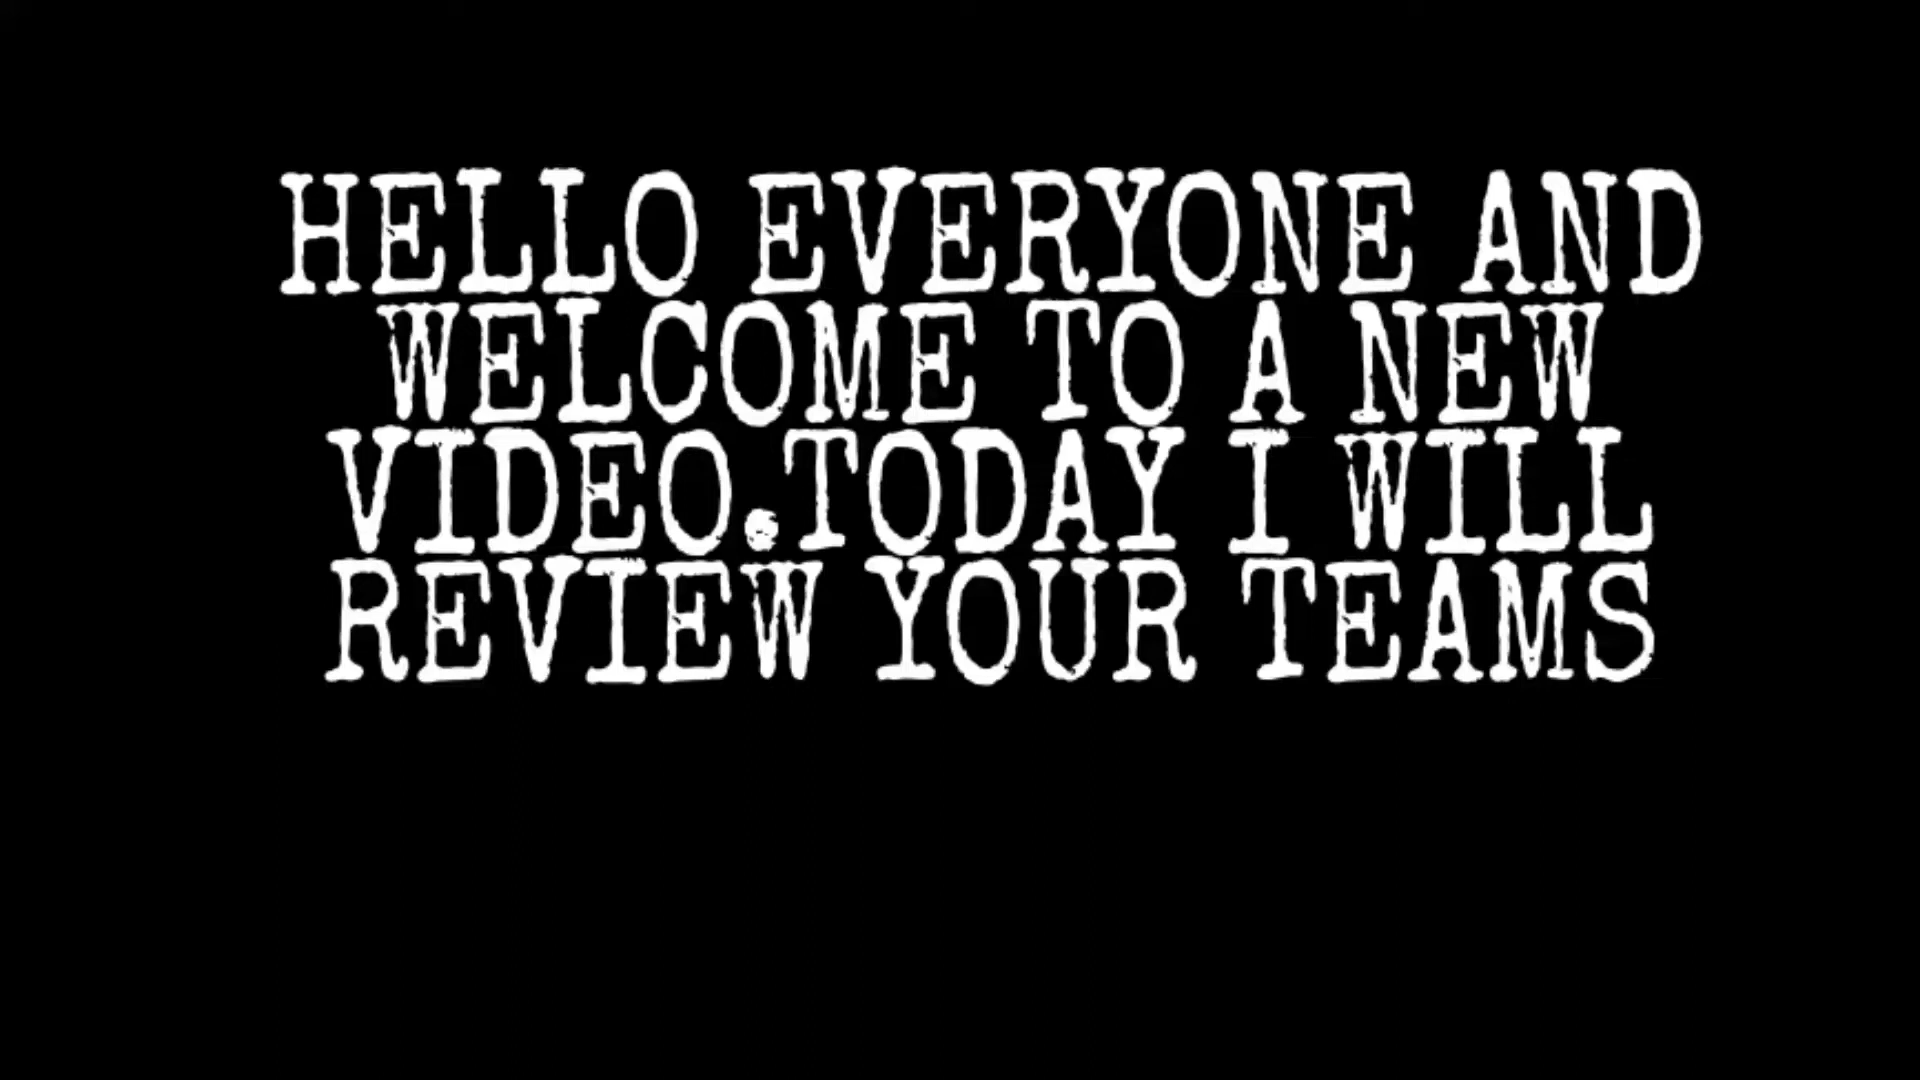 HELLO EVERYONE AND
WELCOME TO A NEW
VIDEO.TODAY I WILL
REVIEW YOUR TEAMS